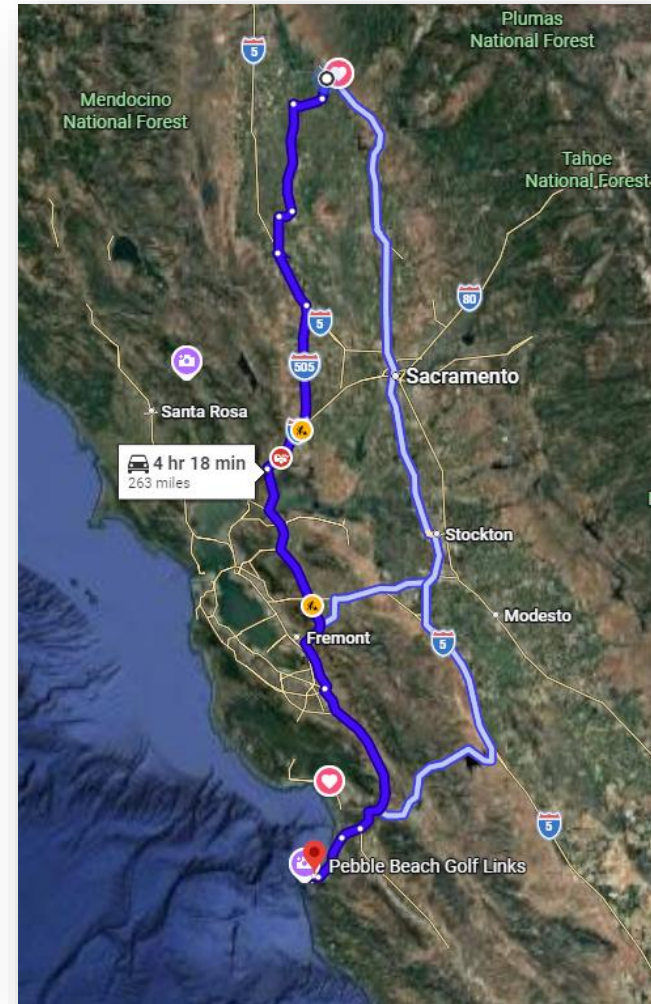 Plumas
National Forest
5
Mendocino
National Forest
Tahoe
National Forest
80
5
505
Sacramento
Santa Rosa
4 hr 18 min
263 miles
Stockton
Modesto
Fremont
5
5
Pebble Beach Golf Links